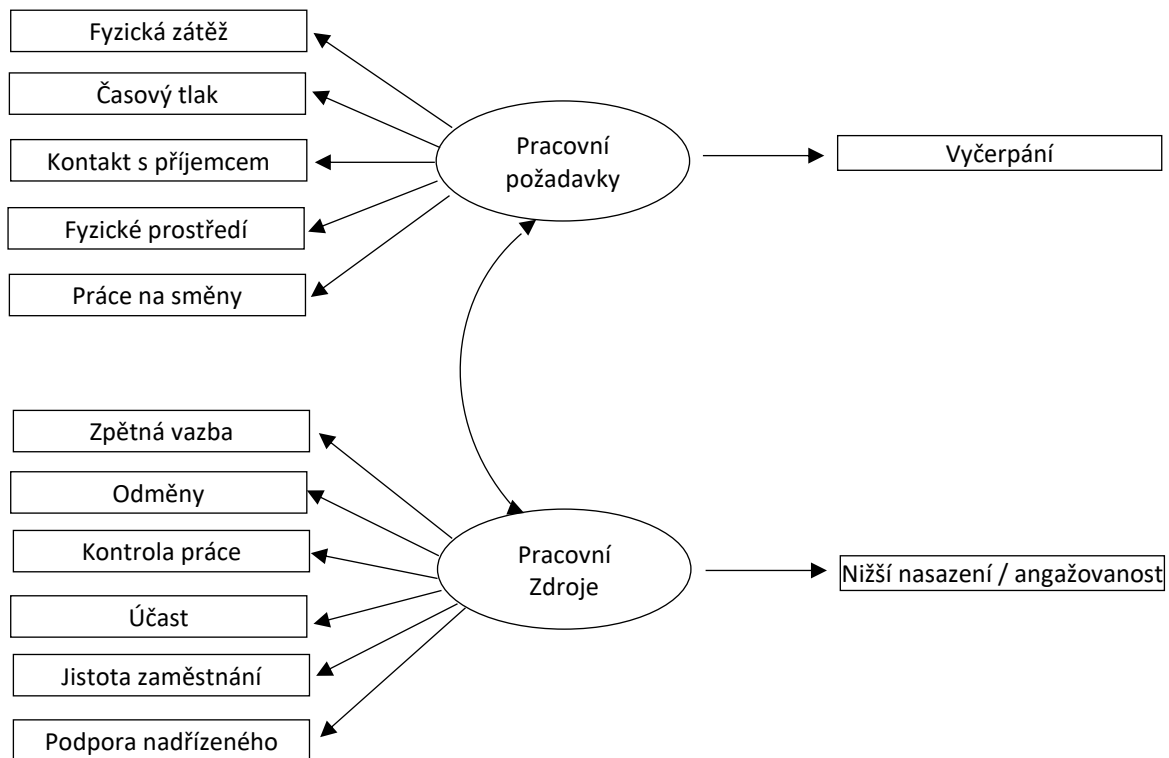 Fyzická zátěž
Časový tlak
Kontakt s příjemcem
Fyzické prostředí
Práce na směny
Pracovní
požadavky
Vyčerpání
Zpětná vazba
Odměny
Kontrola práce
Účast
Jistota zaměstnání
Podpora nadřízeného
Pracovní
Zdroje
Nižší nasazení / angažovanost